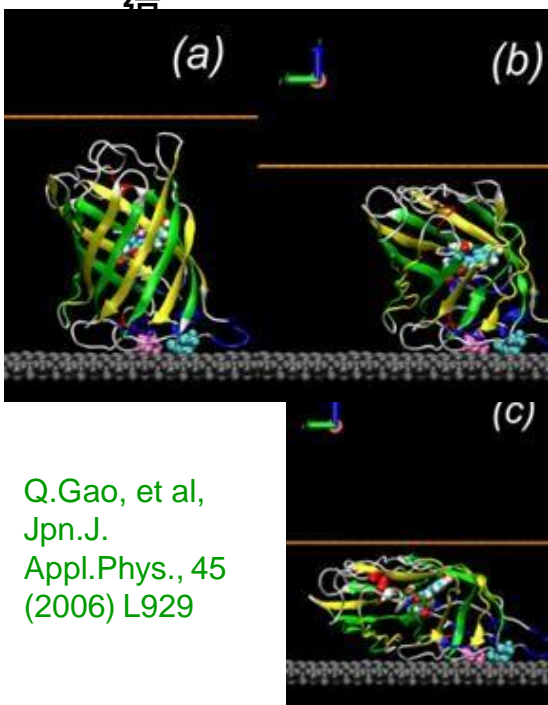 (a)
(b)
(c)
Q.Gao, et al,
Jpn.J.
Appl.Phys., 45
(2006) L929